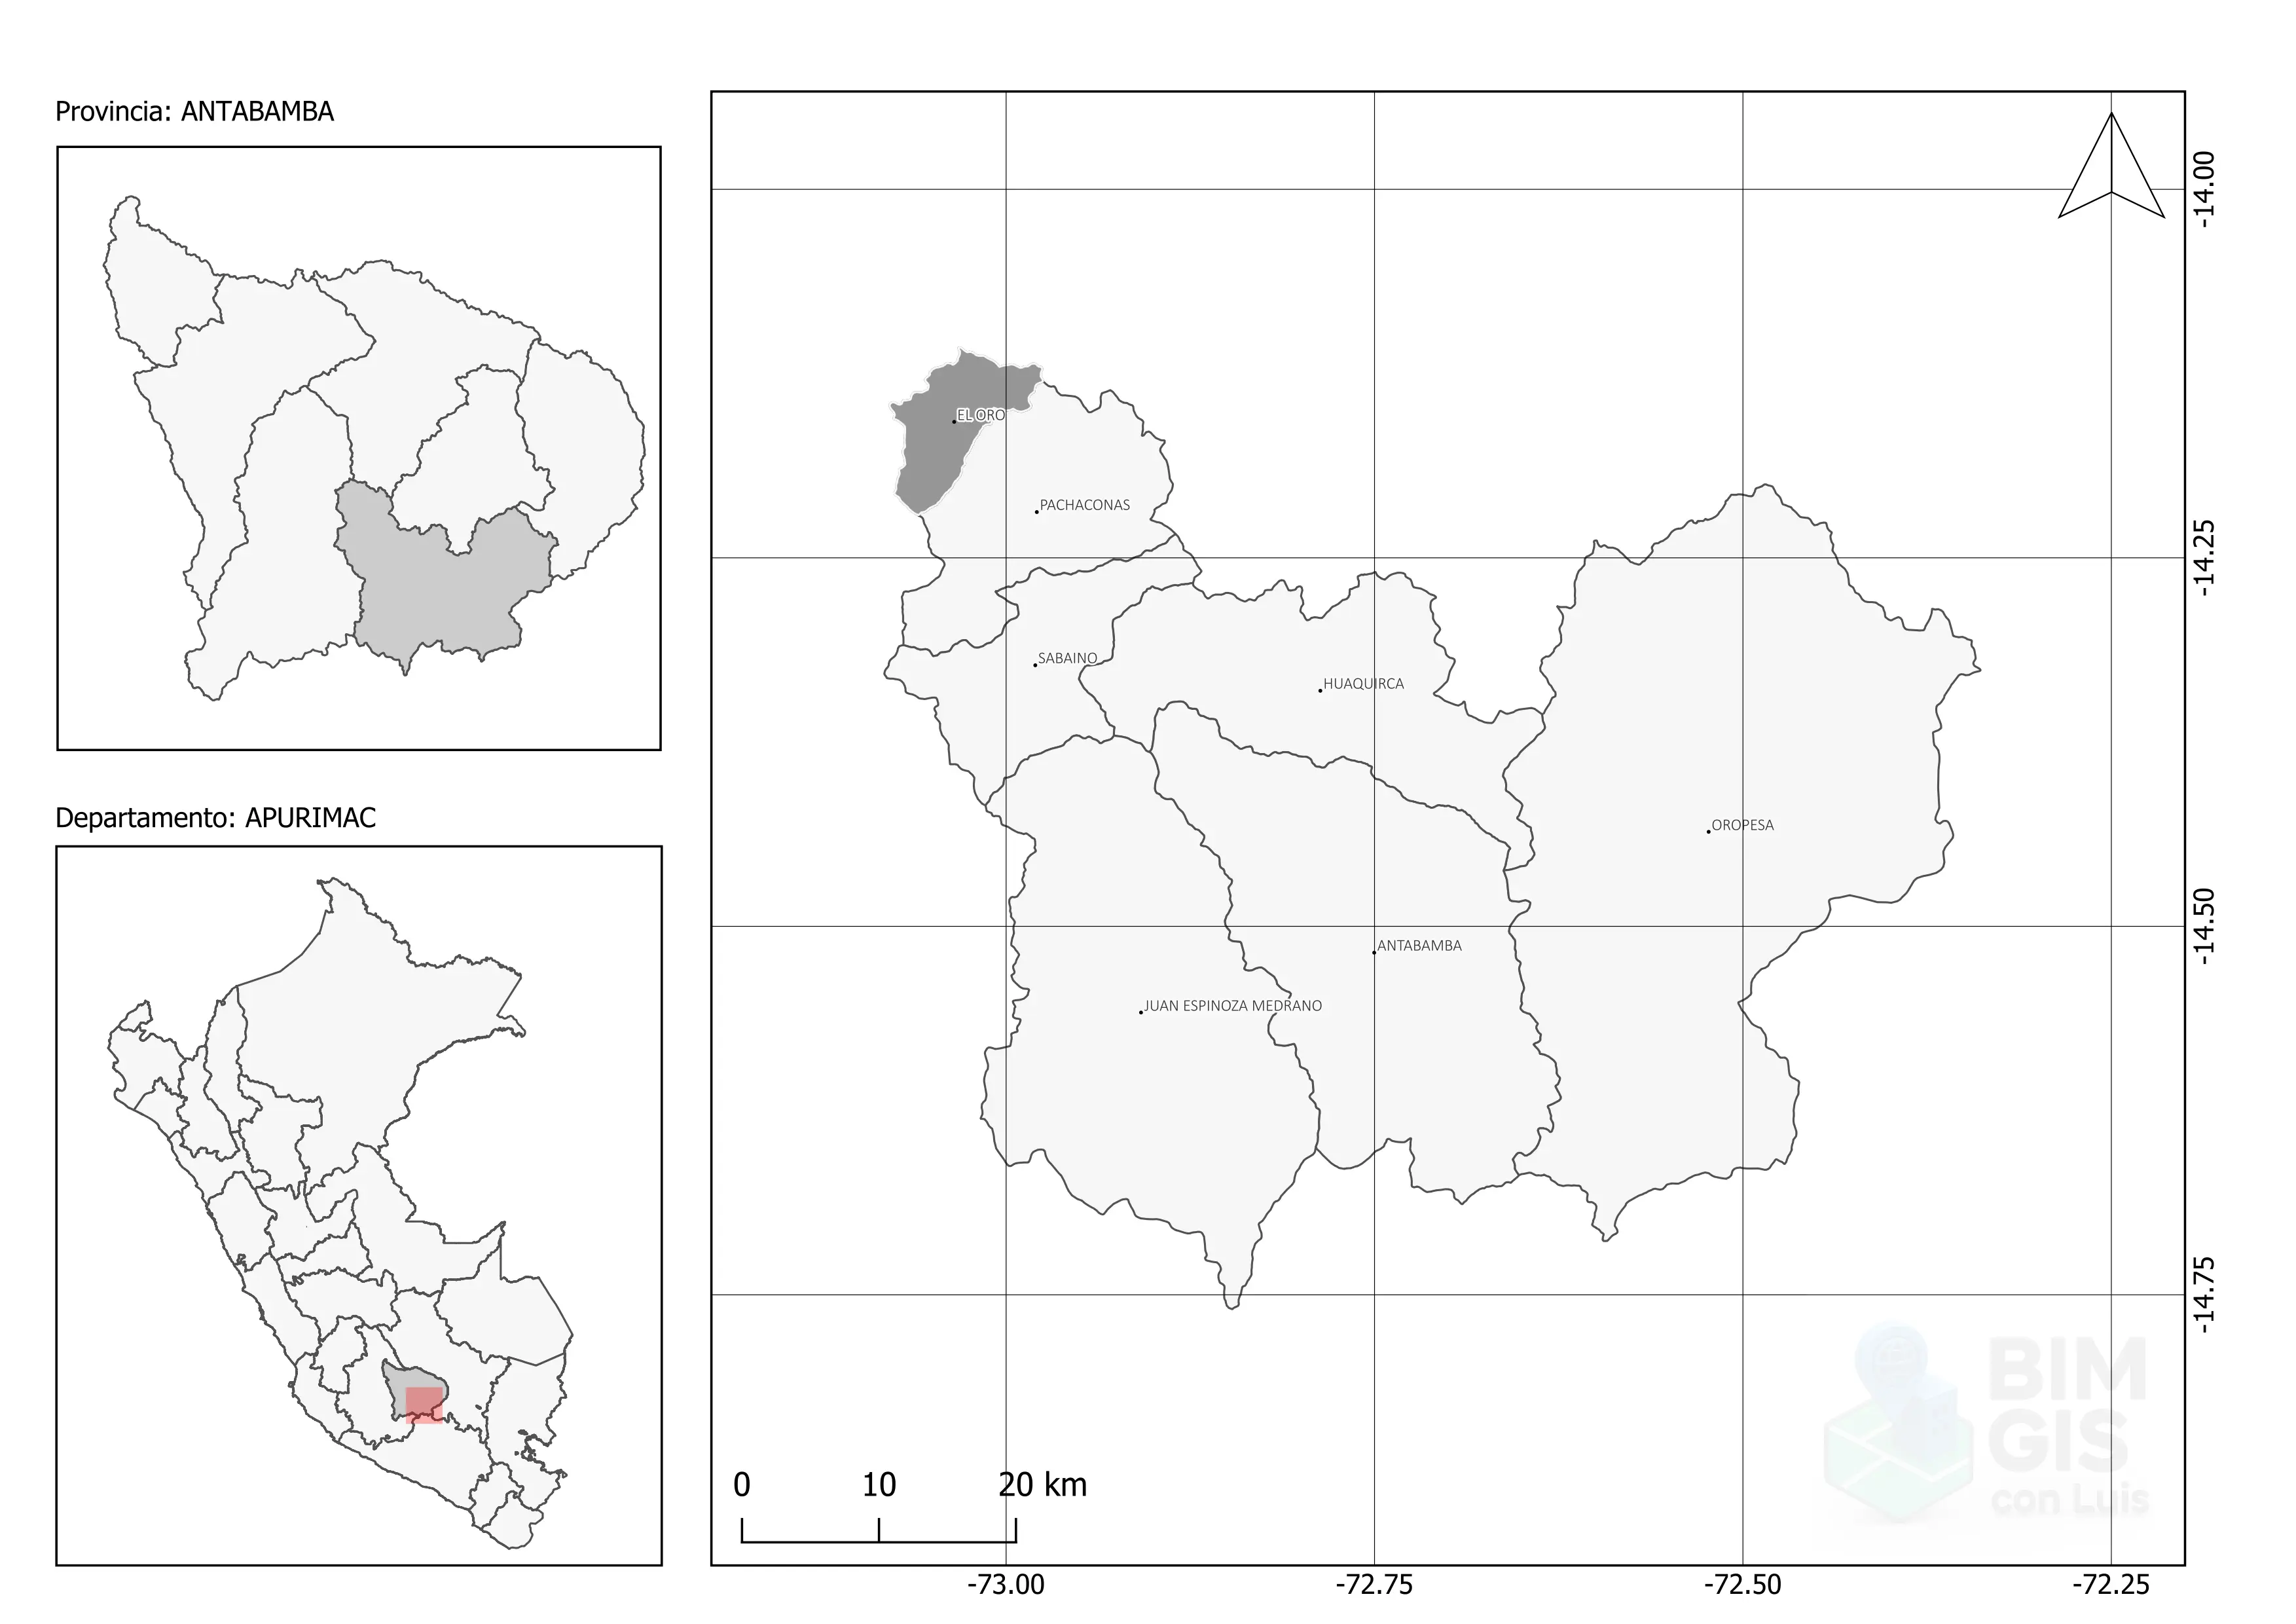 Provincia: ANTABAMBA
Departamento: APURIMAC
EL ORO
PACHACONAS
SABAINO
HUAQUIRCA
OROPESA
ANTABAMBA
JUAN ESPINOZA MEDRANO
-14.00
-14.25
-14.50
-14.75
0 10 20 km
-73.00 -72.75 -72.50 -72.25
BIM
GIS
con Luis